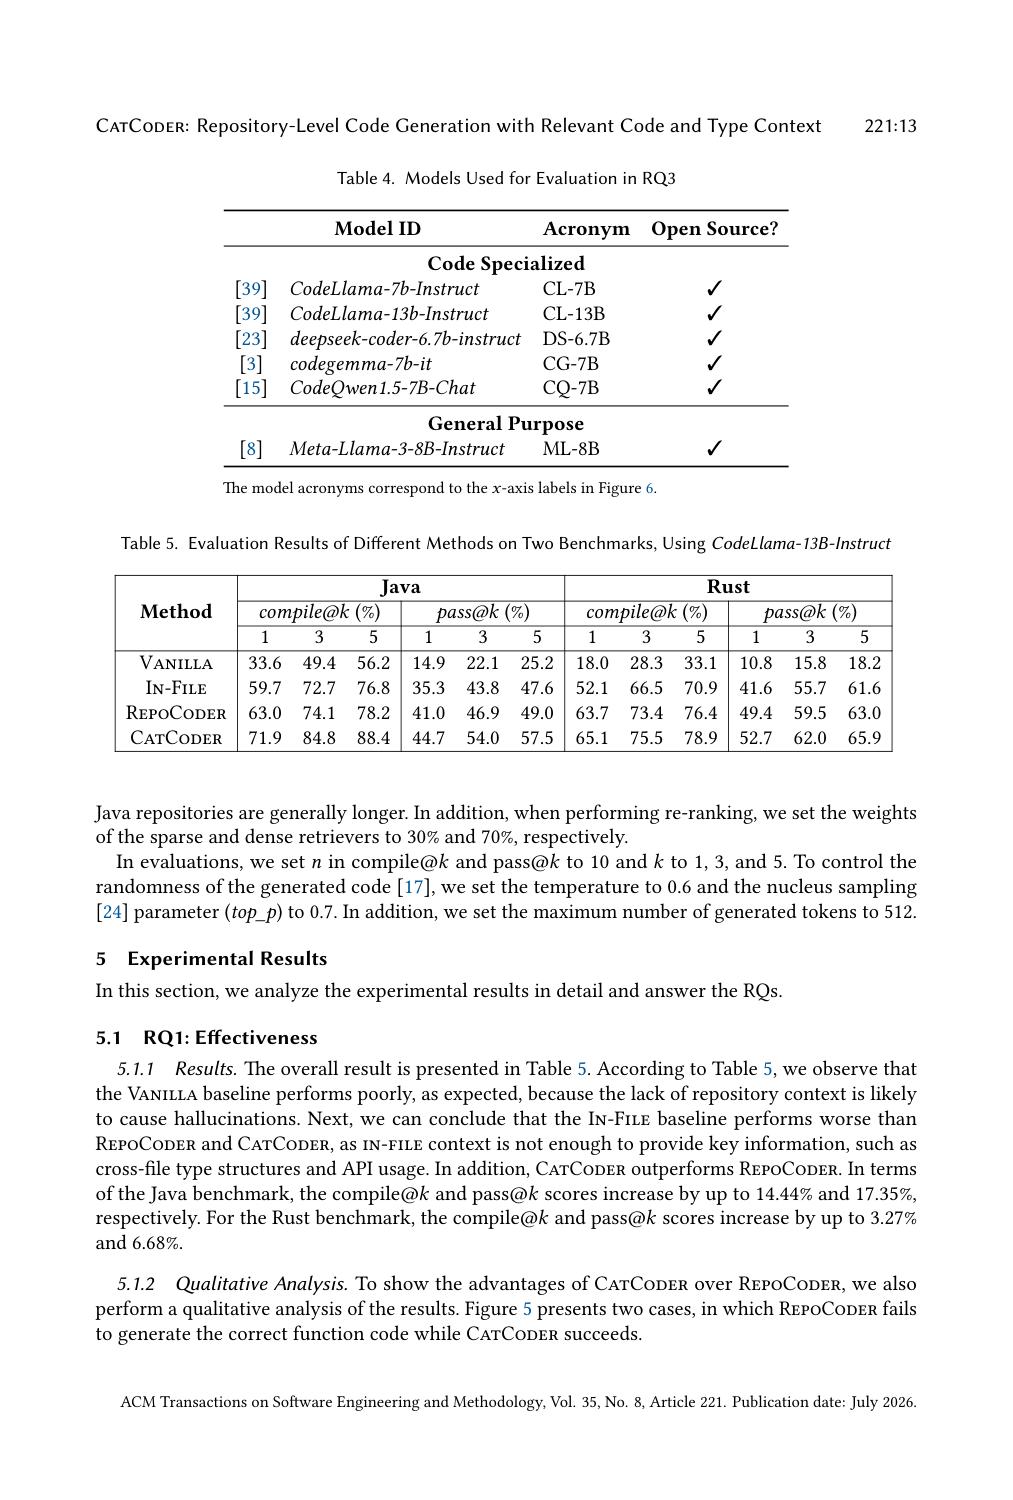 CatCoder: Repository-Level Code Generation with Relevant Code and Type Context 221:13
Table 4. Models Used for Evaluation in RQ3
Model ID Acronym Open Source?
Code Specialized
[39] CodeLlama-7b-Instruct CL-7B ✓
[39] CodeLlama-13b-Instruct CL-13B ✓
[23] deepseek-coder-6.7b-instruct DS-6.7B ✓
[3] codegemma-7b-it CG-7B ✓
[15] CodeQwen1.5-7B-Chat CQ-7B ✓
General Purpose
[8] Meta-Llama-3-8B-Instruct ML-8B ✓
The model acronyms correspond to the x-axis labels in Figure 6.
Table 5. Evaluation Results of Different Methods on Two Benchmarks, Using CodeLlama-13B-Instruct
Method Java Rust
compile@k (%) pass@k (%) compile@k (%) pass@k (%)
1 3 5 1 3 5 1 3 5 1 3 5
Vanilla 33.6 49.4 56.2 14.9 22.1 25.2 18.0 28.3 33.1 10.8 15.8 18.2
In-File 59.7 72.7 76.8 35.3 43.8 47.6 52.1 66.5 70.9 41.6 55.7 61.6
RepoCoder 63.0 74.1 78.2 41.0 46.9 49.0 63.7 73.4 76.4 49.4 59.5 63.0
CatCoder 71.9 84.8 88.4 44.7 54.0 57.5 65.1 75.5 78.9 52.7 62.0 65.9
Java repositories are generally longer. In addition, when performing re-ranking, we set the weights
of the sparse and dense retrievers to 30% and 70%, respectively.
In evaluations, we set n in compile@k and pass@k to 10 and k to 1, 3, and 5. To control the
randomness of the generated code [17], we set the temperature to 0.6 and the nucleus sampling
[24] parameter (top_p) to 0.7. In addition, we set the maximum number of generated tokens to 512.
5 Experimental Results
In this section, we analyze the experimental results in detail and answer the RQs.
5.1 RQ1: Effectiveness
5.1.1 Results. The overall result is presented in Table 5. According to Table 5, we observe that
the Vanilla baseline performs poorly, as expected, because the lack of repository context is likely
to cause hallucinations. Next, we can conclude that the In-File baseline performs worse than
RepoCoder and CatCoder, as in-file context is not enough to provide key information, such as
cross-file type structures and API usage. In addition, CatCoder outperforms RepoCoder. In terms
of the Java benchmark, the compile@k and pass@k scores increase by up to 14.44% and 17.35%,
respectively. For the Rust benchmark, the compile@k and pass@k scores increase by up to 3.27%
and 6.68%.
5.1.2 Qualitative Analysis. To show the advantages of CatCoder over RepoCoder, we also
perform a qualitative analysis of the results. Figure 5 presents two cases, in which RepoCoder fails
to generate the correct function code while CatCoder succeeds.
ACM Transactions on Software Engineering and Methodology, Vol. 35, No. 8, Article 221. Publication date: July 2026.